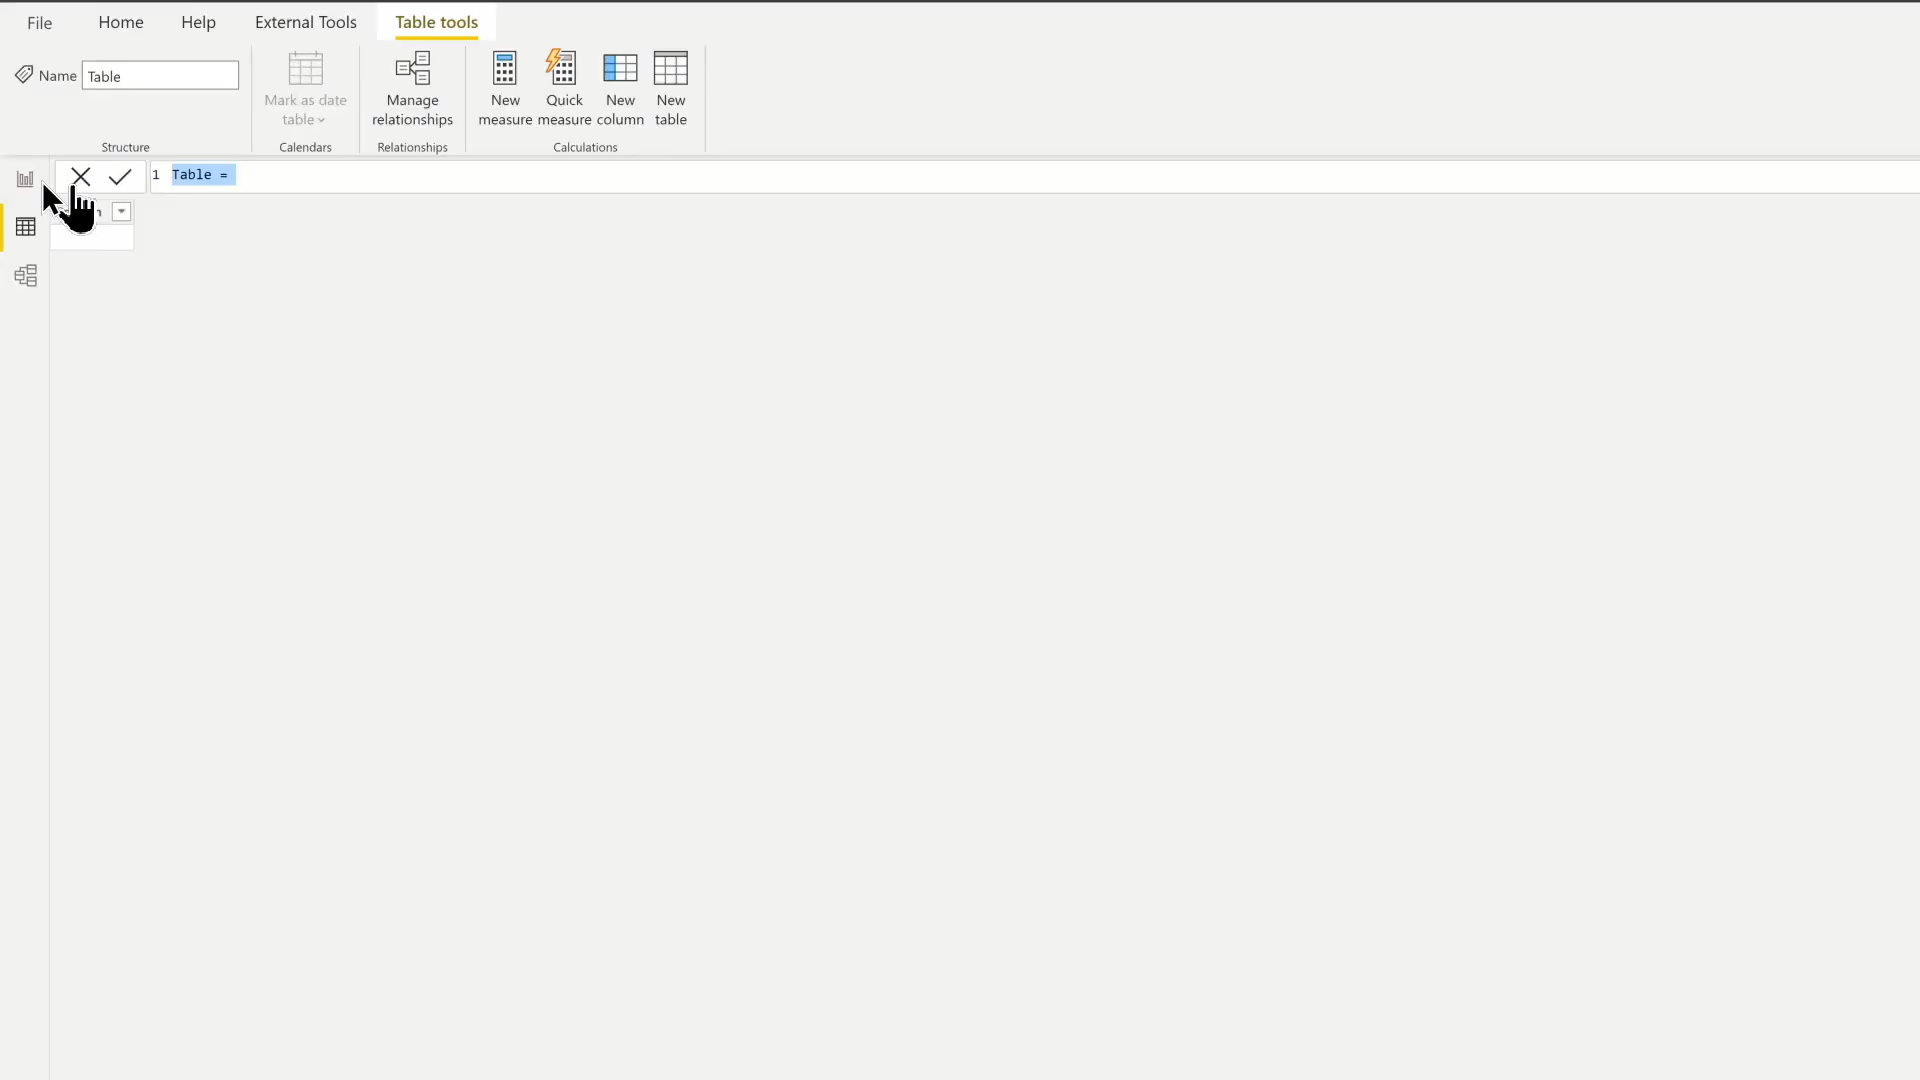 File Home Help External Tools Table tools
Name Table
Mark as date table
Manage relationships
New measure
Quick measure
New column
New table
Structure Calendars Relationships Calculations
1 Table =